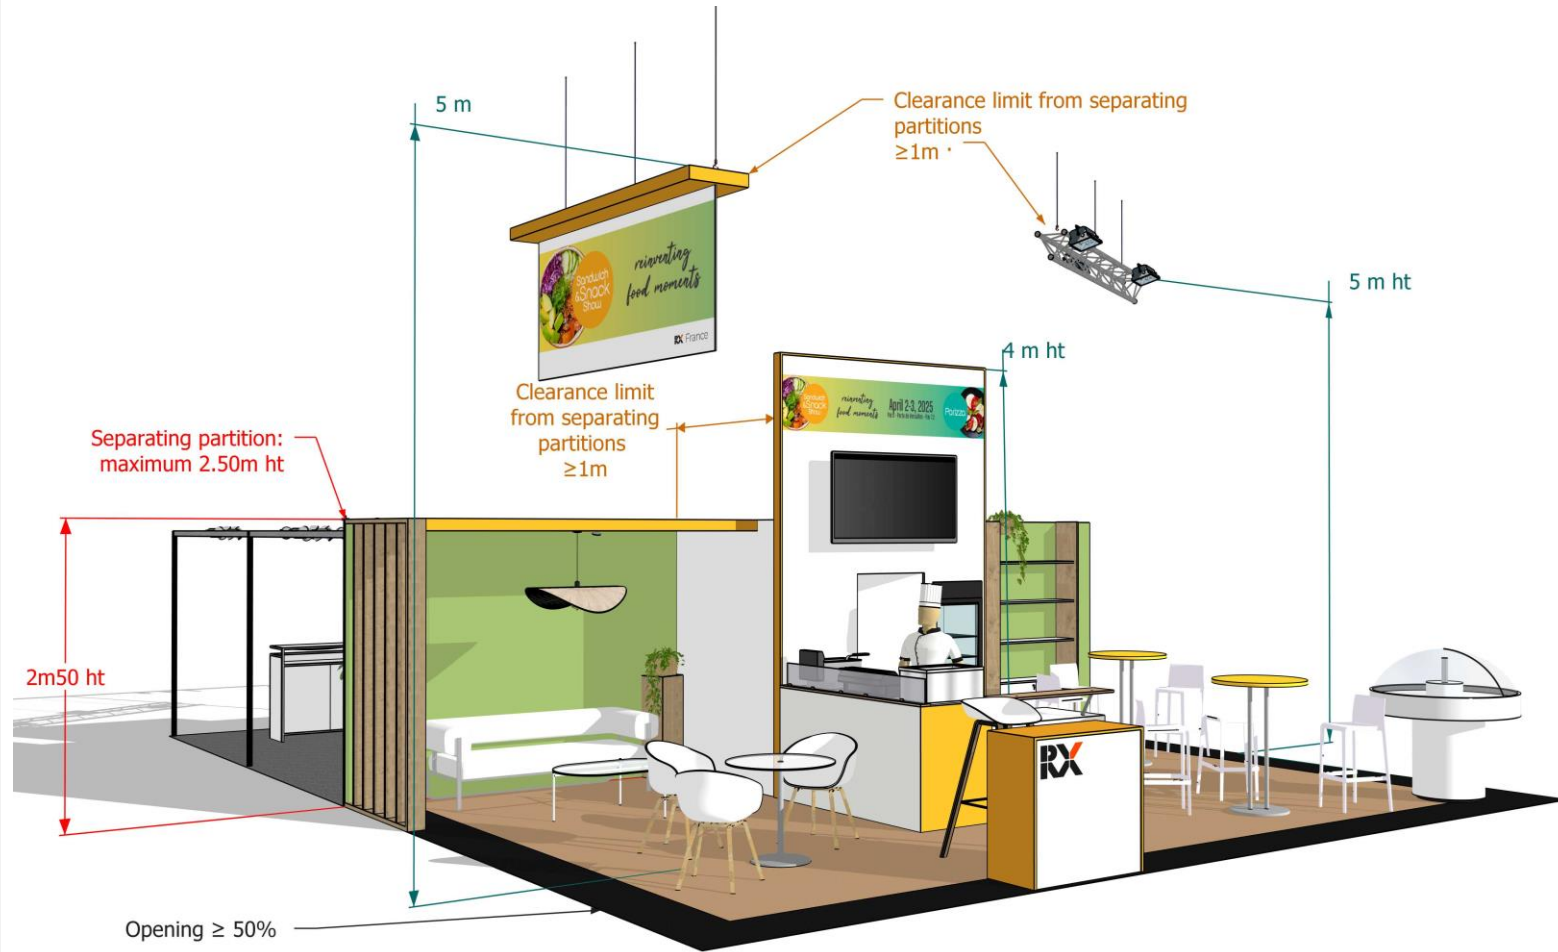 5 m
Clearance limit from separating
partitions
≥1m
5 m ht
Sandwich
&Snack
Show
reinventing
food moments
RX France
4 m ht
Clearance limit
from separating
partitions
≥1m
Sandwich
&Snack
Show
reinventing
food moments
April 2-3, 2025
Parizza
Separating partition:
maximum 2.50m ht
2m50 ht
RX
Opening ≥ 50%